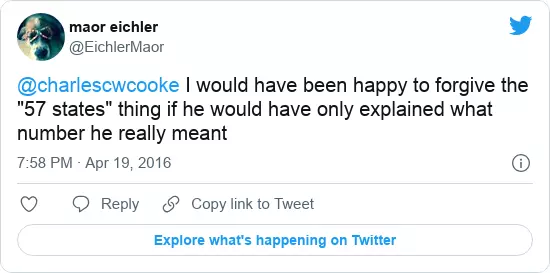 maor eichler
@EichlerMaor
@charlescwcooke I would have been happy to forgive the
"57 states" thing if he would have only explained what
number he really meant
7:58 PM · Apr 19, 2016
Reply
Copy link to Tweet
Explore what's happening on Twitter